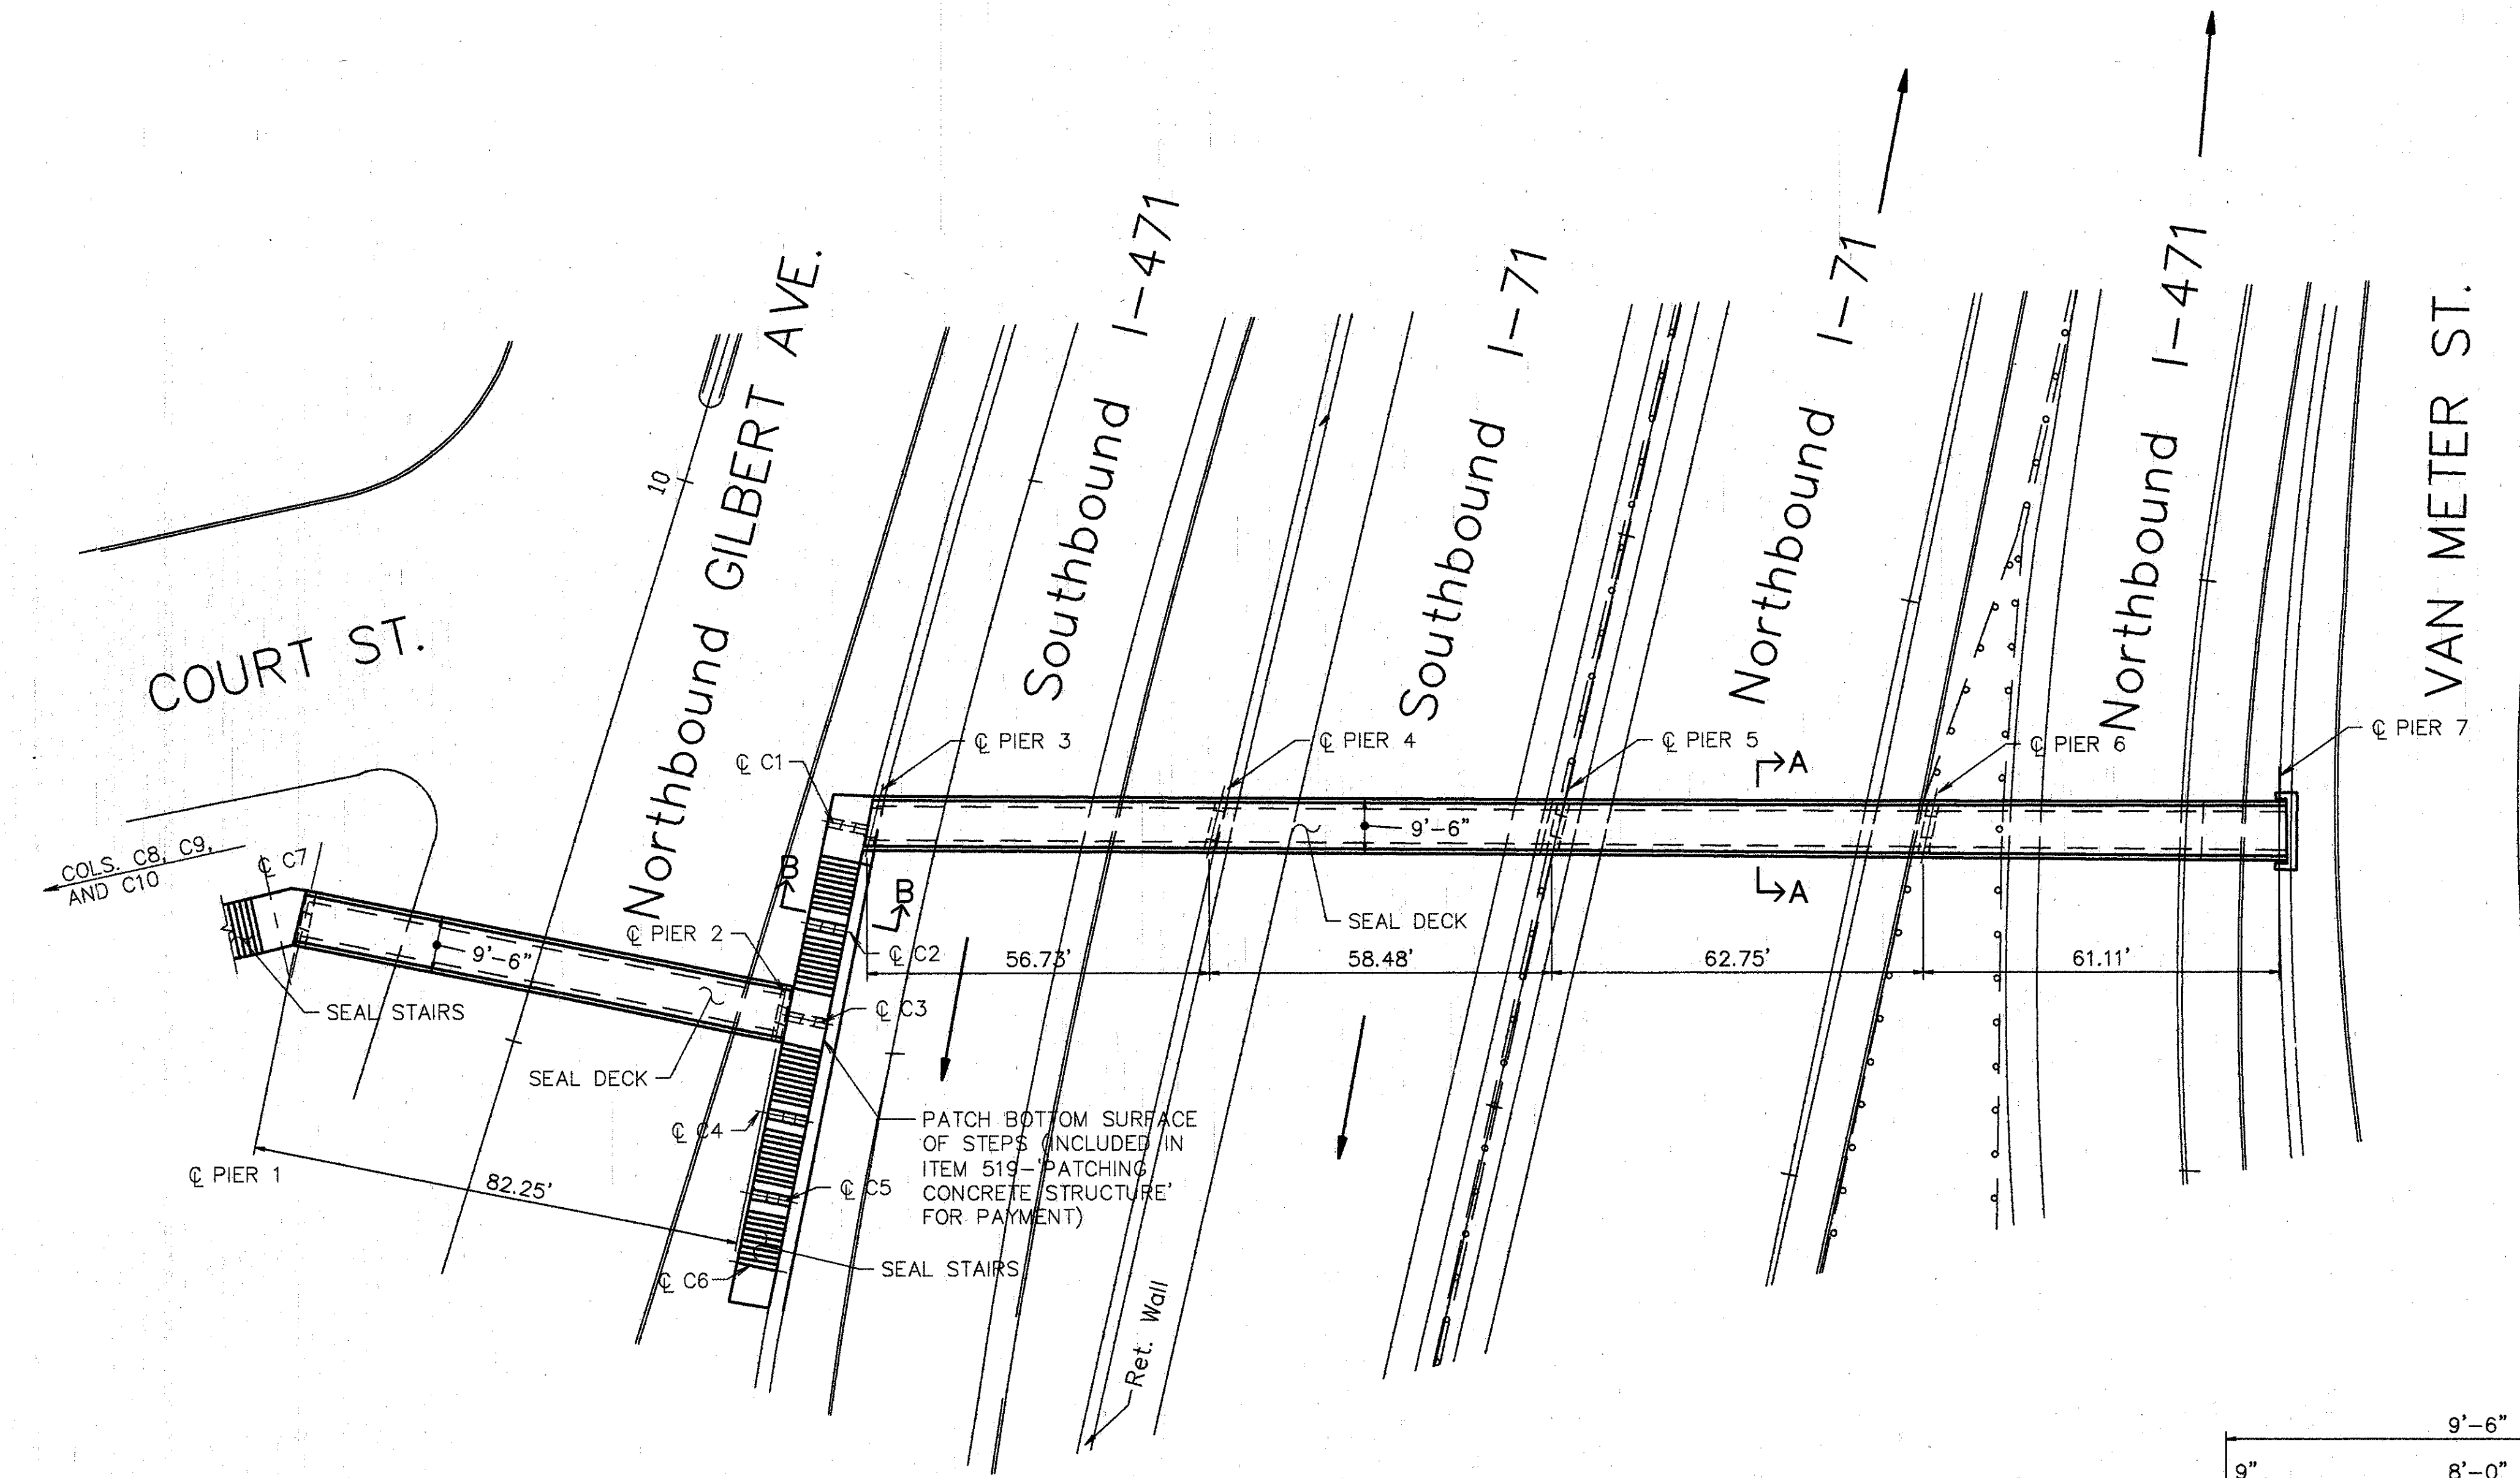 COURT ST.
Northbound GILBERT AVE.
Southbound I-471
Southbound I-71
Northbound I-71
Northbound I-471
VAN METER ST.
10
℄ C1
℄ PIER 3
℄ PIER 4
℄ PIER 5
A
℄ PIER 6
℄ PIER 7
COLS. C8, C9,
AND C10
℄ C7
B
B
9'-6"
SEAL DECK
A
℄ PIER 2
℄ C2
9'-6"
56.73'
58.48'
62.75'
61.11'
SEAL STAIRS
℄ C3
SEAL DECK
℄ C4
PATCH BOTTOM SURFACE
OF STEPS (INCLUDED IN
ITEM 519-'PATCHING
CONCRETE STRUCTURE'
FOR PAYMENT)
℄ PIER 1
82.25'
℄ C5
SEAL STAIRS
℄ C6
Ret. Wall
9'-6"
9"
8'-0"